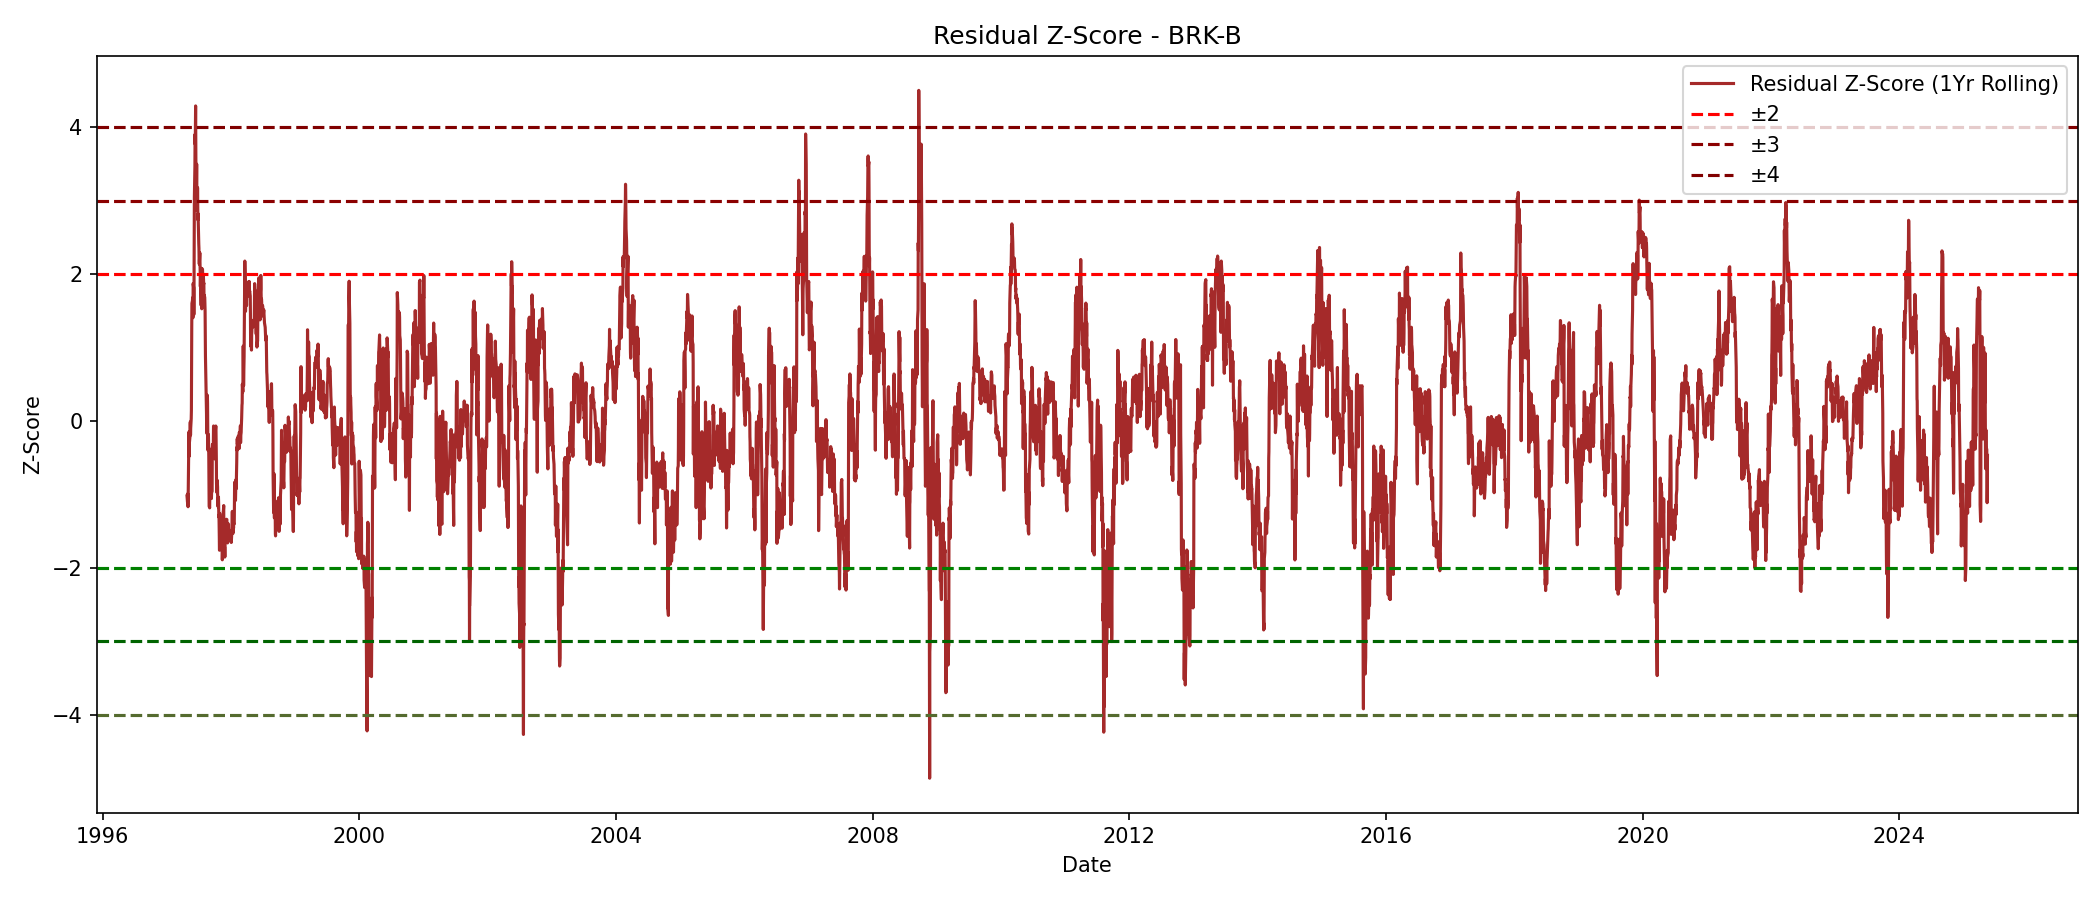 Residual Z-Score - BRK-B
Residual Z-Score (1Yr Rolling)
±2
±3
±4
Z-Score
4
2
0
−2
−4
1996 2000 2004 2008 2012 2016 2020 2024
Date